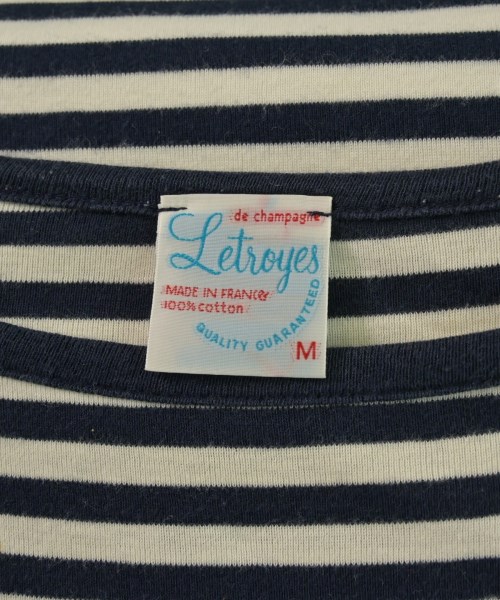 de champagne
Letroyes
MADE IN FRANCE
100% cotton
QUALITY GUARANTEED
M